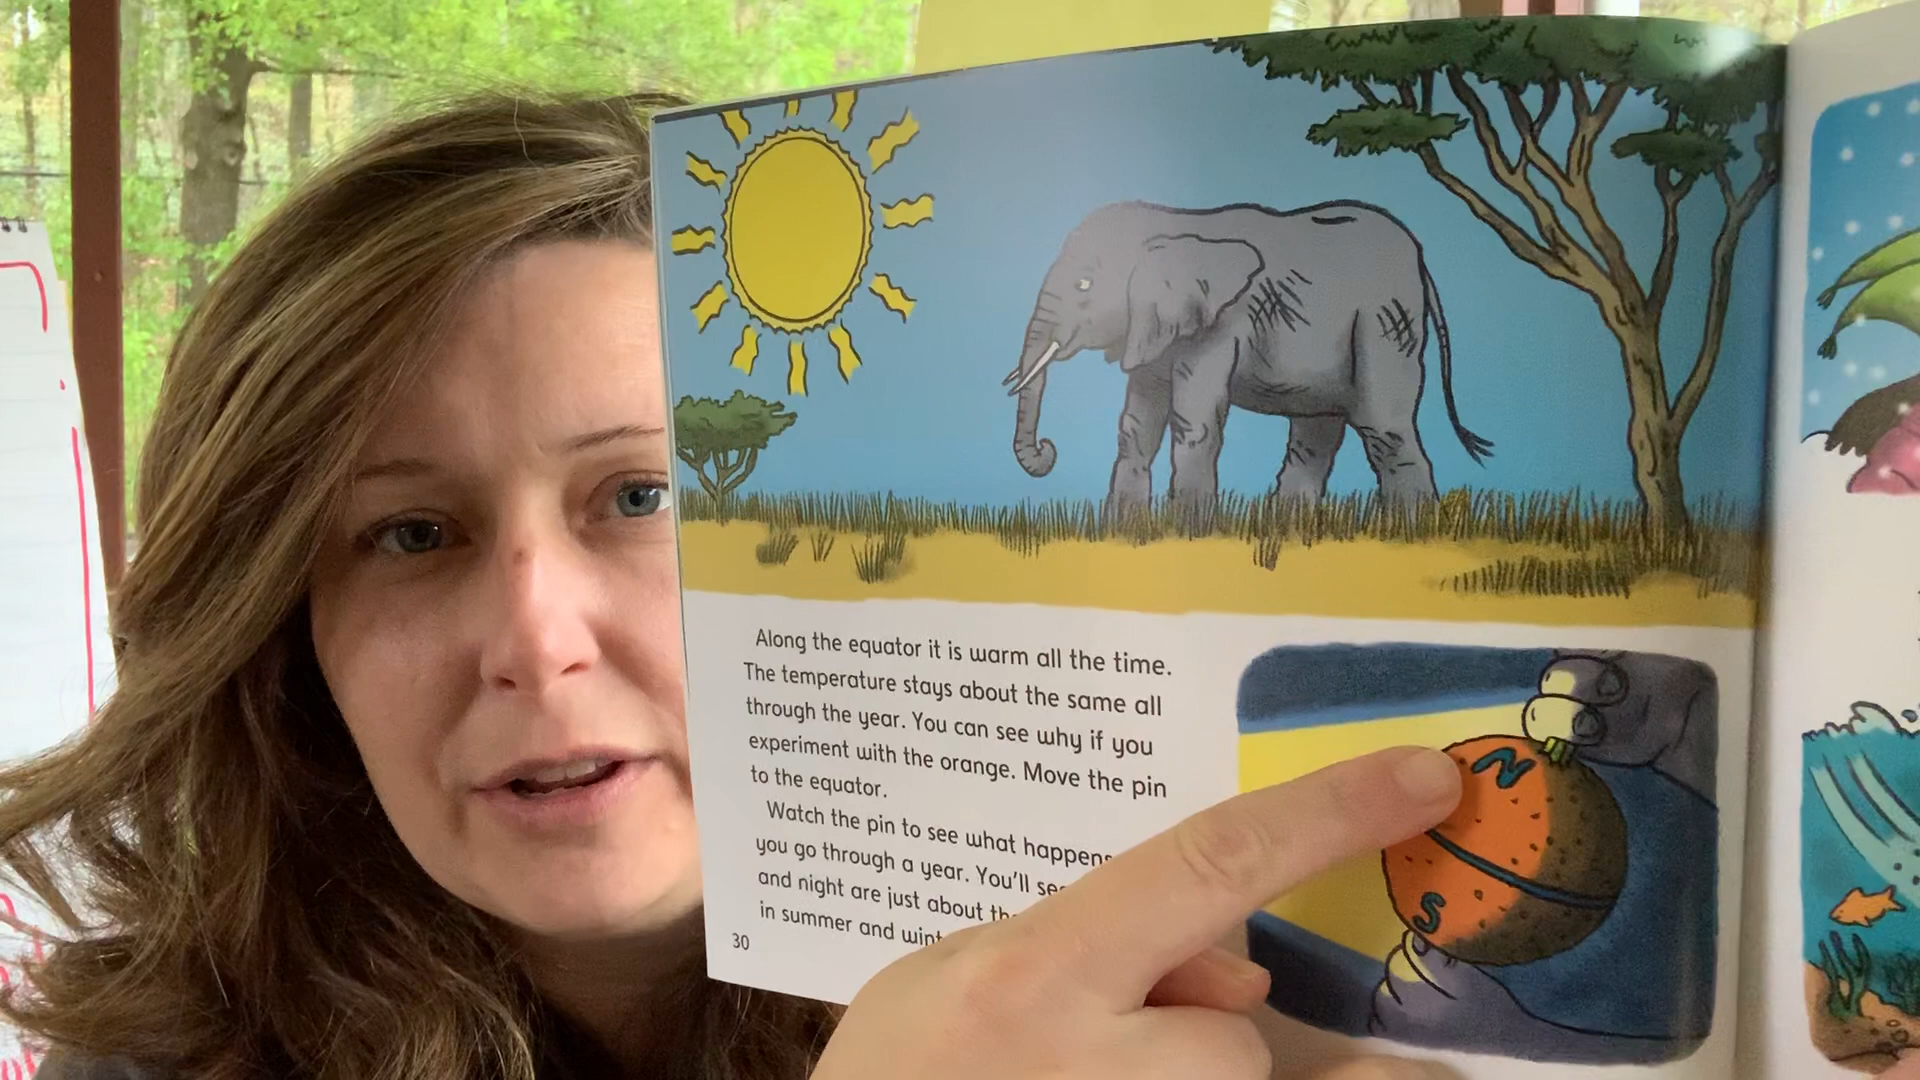 Along the equator it is warm all the time.
The temperature stays about the same all
through the year. You can see why if you
experiment with the orange. Move the pin
to the equator.
Watch the pin to see what happens
you go through a year. You'll
and night are just about
in summer and
30
N
S